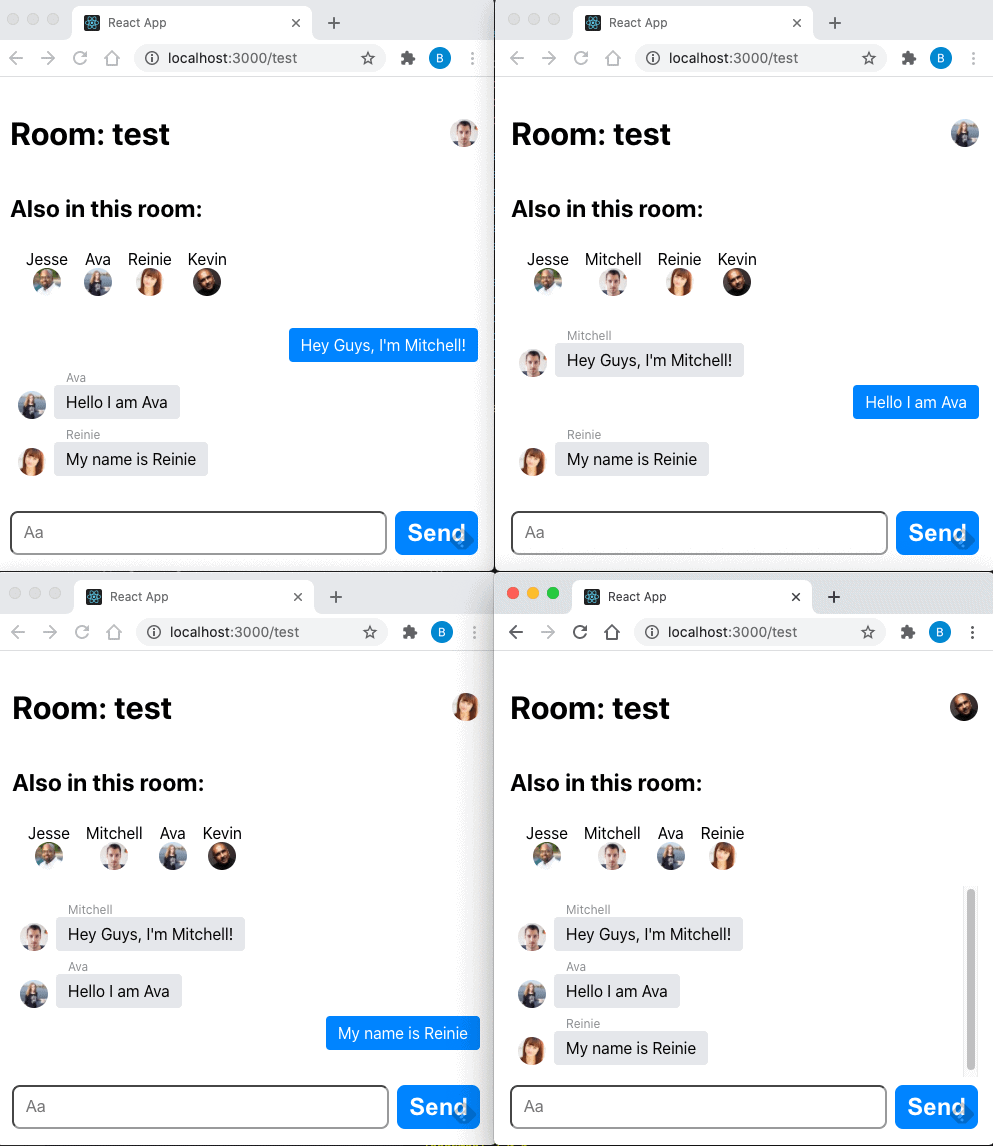 React App
localhost:3000/test
B
Room: test
Also in this room:
Jesse Ava Reinie Kevin
Hey Guys, I'm Mitchell!
Ava
Hello I am Ava
Reinie
My name is Reinie
Aa
Send
React App
localhost:3000/test
B
Room: test
Also in this room:
Jesse Mitchell Reinie Kevin
Mitchell
Hey Guys, I'm Mitchell!
Hello I am Ava
Reinie
My name is Reinie
Aa
Send
React App
localhost:3000/test
B
Room: test
Also in this room:
Jesse Mitchell Ava Kevin
Mitchell
Hey Guys, I'm Mitchell!
Ava
Hello I am Ava
My name is Reinie
Aa
Send
React App
localhost:3000/test
B
Room: test
Also in this room:
Jesse Mitchell Ava Reinie
Mitchell
Hey Guys, I'm Mitchell!
Ava
Hello I am Ava
Reinie
My name is Reinie
Aa
Send